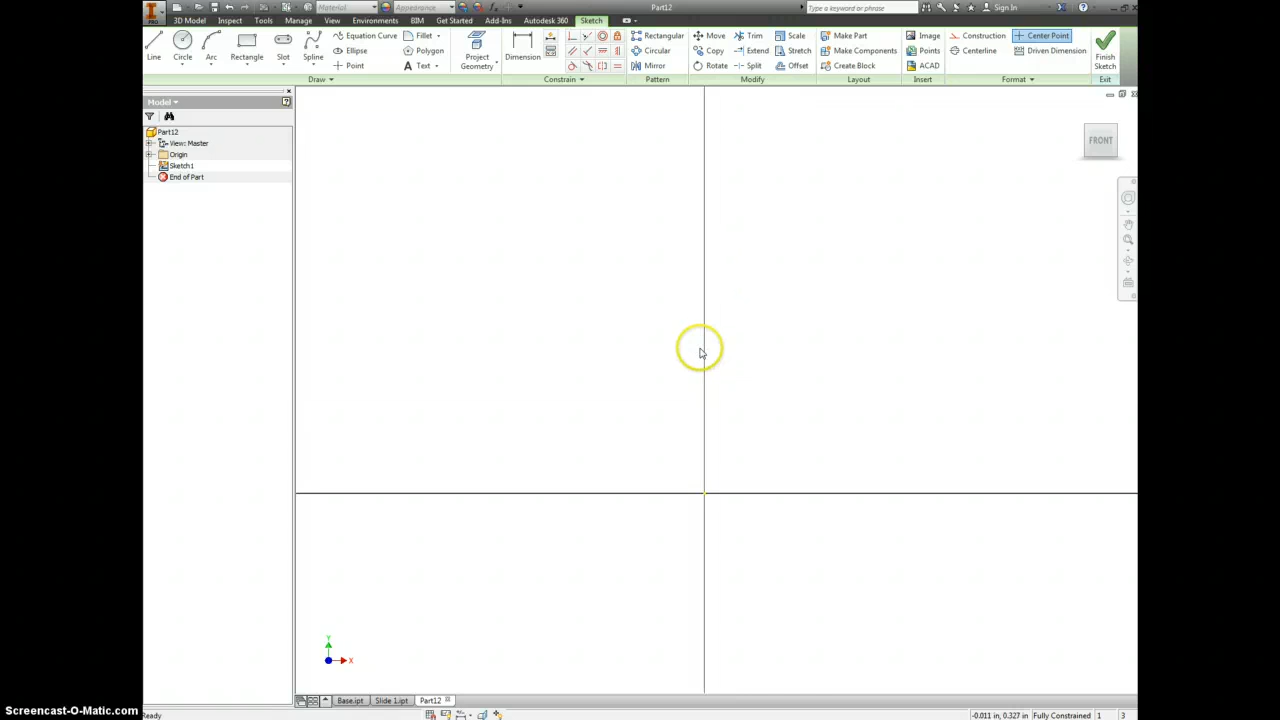 Material
Appearance
fx
Part12
Type a keyword or phrase
Sign In
PRO
3D Model Inspect Tools Manage View Environments BIM Get Started Add-Ins Autodesk 360 Sketch
Line
Circle
Arc
Rectangle
Slot
Spline
Equation Curve
Ellipse
Point
Fillet
Polygon
Text
Project
Geometry
Dimension
Rectangular
Circular
Mirror
Move
Copy
Rotate
Trim
Extend
Split
Scale
Stretch
Offset
Make Part
Make Components
Create Block
Image
Points
ACAD
Construction
Centerline
Center Point
Driven Dimension
Finish
Sketch
Draw Constrain Pattern Modify Layout Insert Format Exit
Model
Part12
View: Master
Origin
Sketch1
End of Part
FRONT
Y
X
Base.ipt Slide 1.ipt Part12
Ready
-0.011 in, 0.327 in Fully Constrained 1 3
Screencast-O-Matic.com